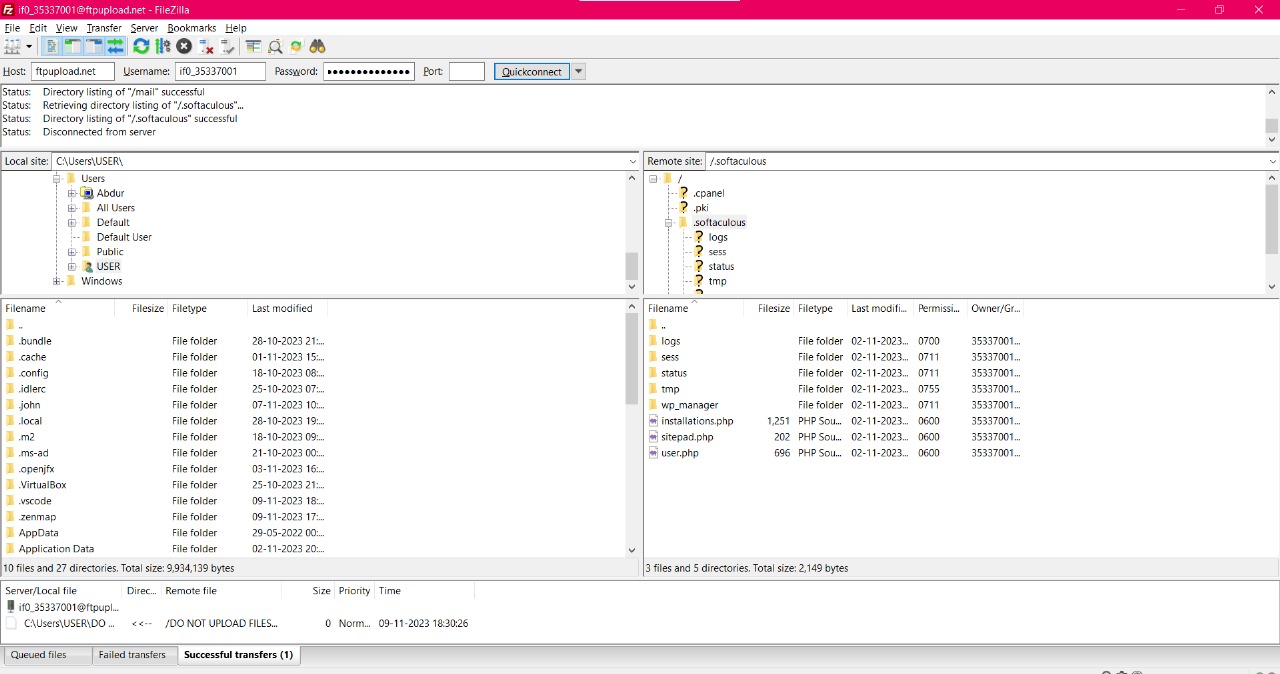 if0_35337001@ftpupload.net - FileZilla
File Edit View Transfer Server Bookmarks Help
Host: ftpupload.net Username: if0_35337001 Password: ●●●●●●●●●●●●●● Port: Quickconnect
Status: Directory listing of "/mail" successful
Status: Retrieving directory listing of "/.softaculous"...
Status: Directory listing of "/.softaculous" successful
Status: Disconnected from server
Local site: C:\Users\USER\
Users
Abdur
All Users
Default
Default User
Public
USER
Windows
Filename Filesize Filetype Last modified
..
.bundle File folder 28-10-2023 21:...
.cache File folder 01-11-2023 15:...
.config File folder 18-10-2023 08:...
.idlerc File folder 25-10-2023 07:...
.john File folder 07-11-2023 10:...
.local File folder 28-10-2023 19:...
.m2 File folder 18-10-2023 09:...
.ms-ad File folder 21-10-2023 00:...
.openjfx File folder 03-11-2023 16:...
.VirtualBox File folder 25-10-2023 21:...
.vscode File folder 09-11-2023 18:...
.zenmap File folder 09-11-2023 17:...
AppData File folder 29-05-2022 00:...
Application Data File folder 02-11-2023 20:...
10 files and 27 directories. Total size: 9,934,139 bytes
Remote site: /.softaculous
/
.cpanel
.pki
.softaculous
logs
sess
status
tmp
Filename Filesize Filetype Last modifi... Permissi... Owner/Gr...
..
logs File folder 02-11-2023... 0700 35337001...
sess File folder 02-11-2023... 0711 35337001...
status File folder 02-11-2023... 0711 35337001...
tmp File folder 02-11-2023... 0755 35337001...
wp_manager File folder 02-11-2023... 0711 35337001...
installations.php 1,251 PHP Sou... 02-11-2023... 0600 35337001...
sitepad.php 202 PHP Sou... 02-11-2023... 0600 35337001...
user.php 696 PHP Sou... 02-11-2023... 0600 35337001...
3 files and 5 directories. Total size: 2,149 bytes
Server/Local file Direc... Remote file Size Priority Time
if0_35337001@ftpupl...
C:\Users\USER\DO ... <<-- /DO NOT UPLOAD FILES... 0 Norm... 09-11-2023 18:30:26
Queued files Failed transfers Successful transfers (1)